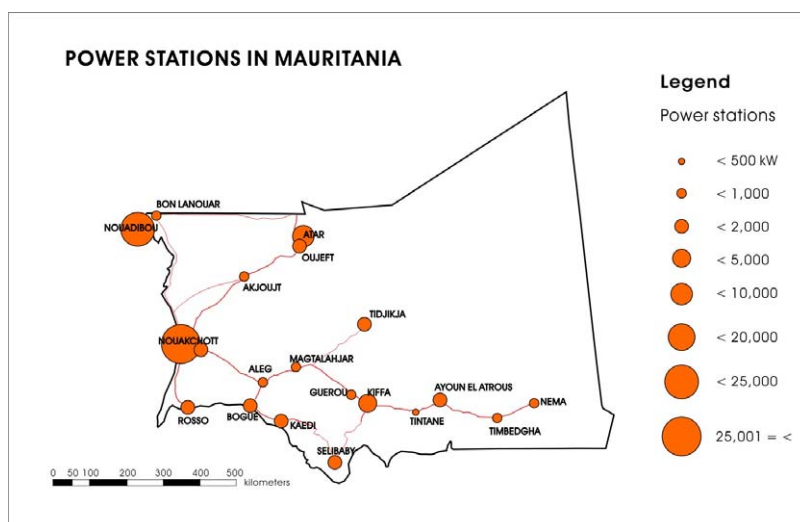 POWER STATIONS IN MAURITANIA
Legend
Power stations
< 500 kW
< 1,000
< 2,000
< 5,000
< 10,000
< 20,000
< 25,000
25,001 = <
BON LANOUAR
NOUADIBOU
ATAR
OUJEFT
AKJOUJT
TIDJIKJA
NOUAKCHOTT
MAGTALAHJAR
ALEG
GUEROU
KIFFA
AYOUN EL ATROUS
NEMA
TINTANE
TIMBEDGHA
ROSSO
BOGUE
KAEDI
SELIBABY
0 50 100 200 300 400 500
kilometers